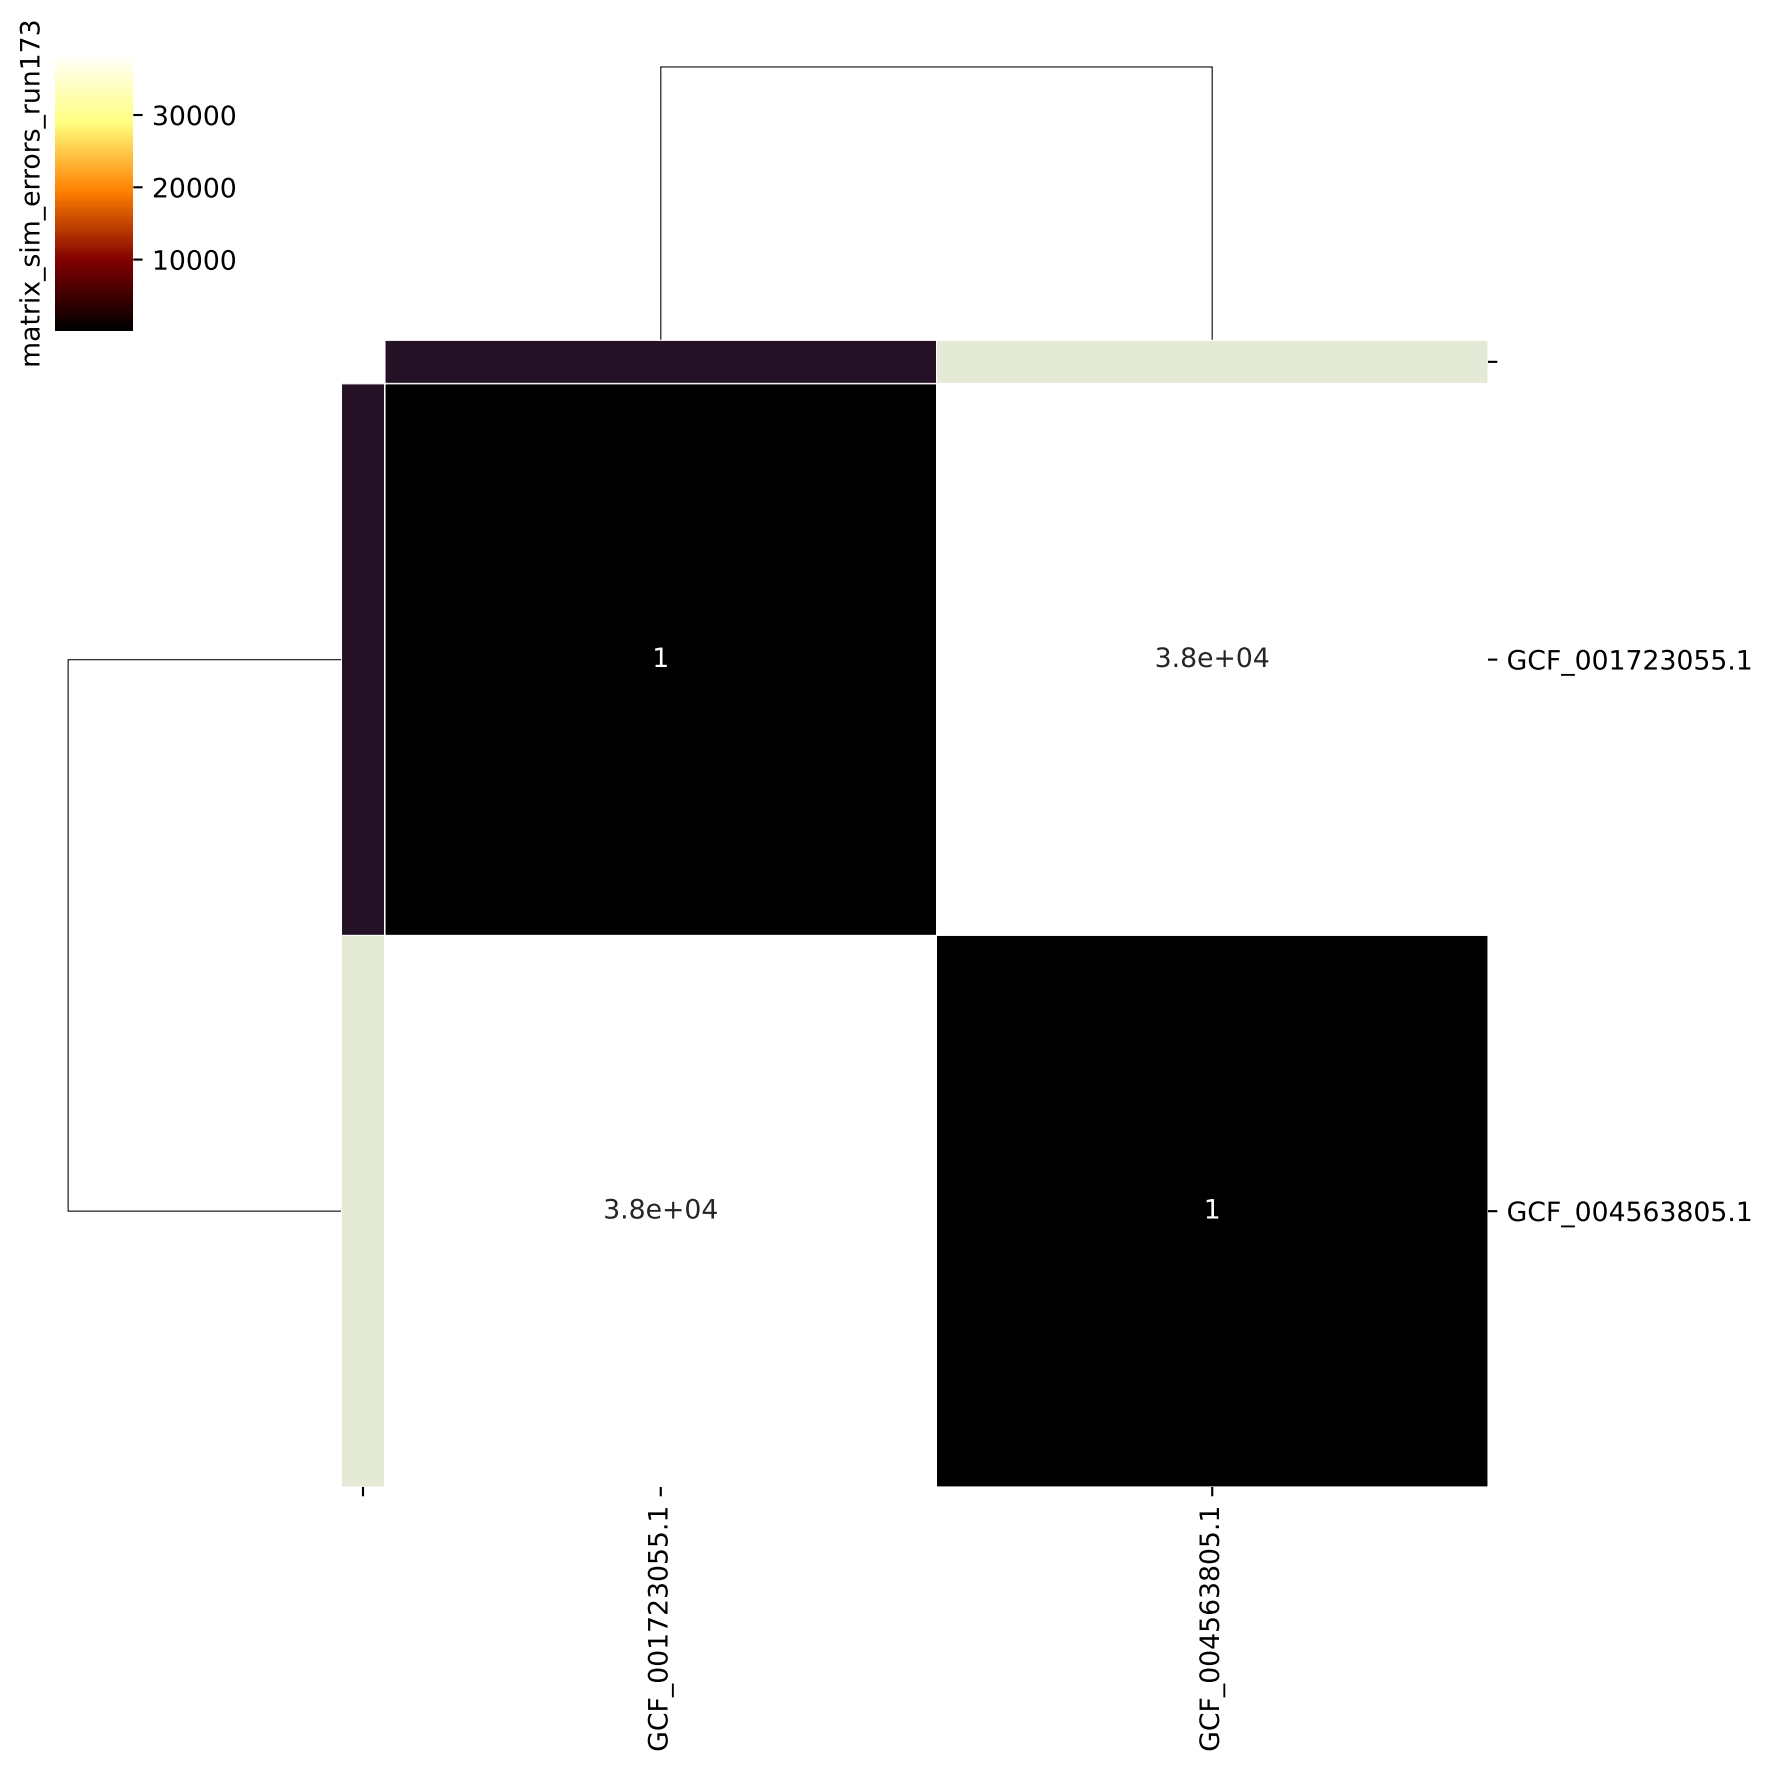 matrix_sim_errors_run173
30000
20000
10000
1
3.8e+04
GCF_001723055.1
3.8e+04
1
GCF_004563805.1
GCF_001723055.1
GCF_004563805.1